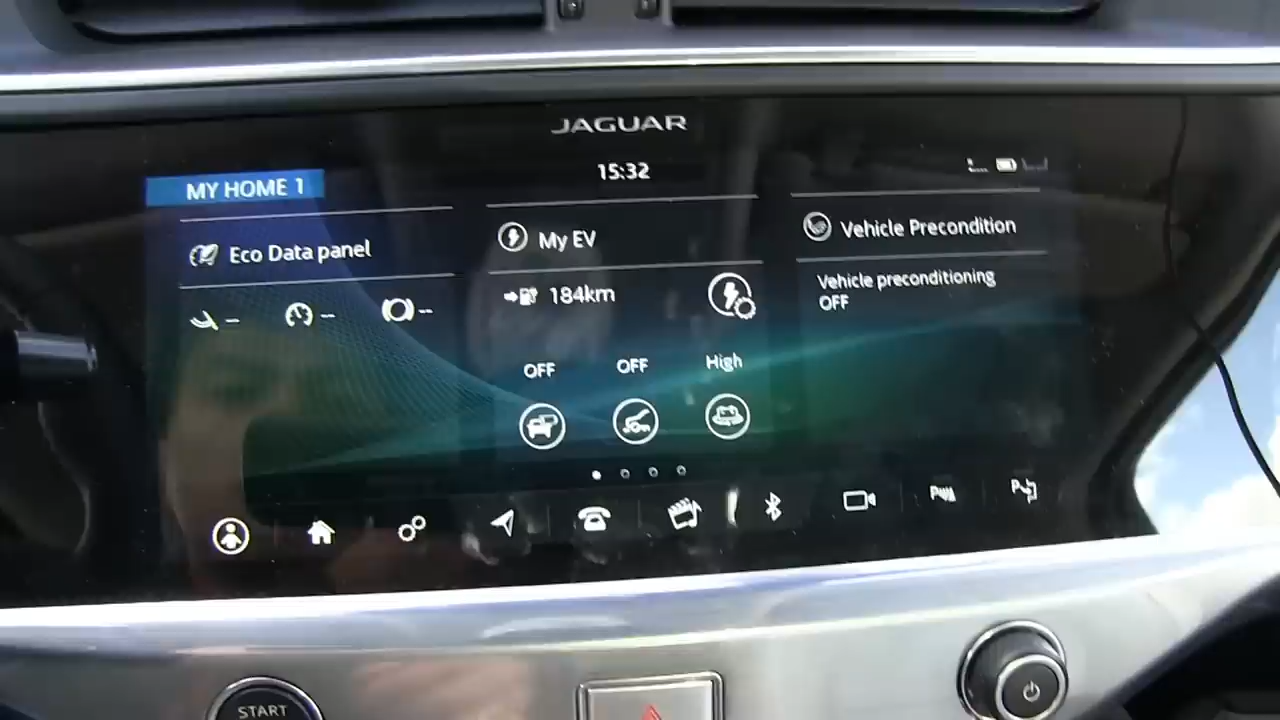 JAGUAR
15:32
MY HOME 1
Eco Data panel
--
--
--
My EV
184km
OFF
OFF
High
Vehicle Precondition
Vehicle preconditioning
OFF
START